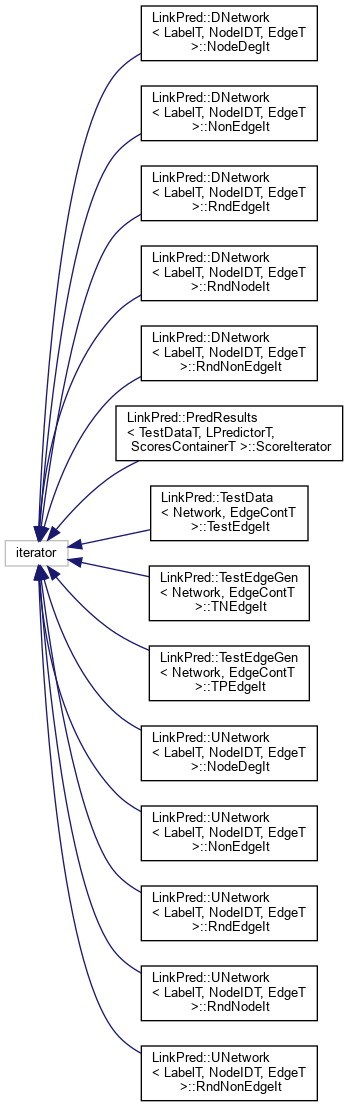 LinkPred::DNetwork
< LabelT, NodeIDT, EdgeT
>::NodeDegIt
LinkPred::DNetwork
< LabelT, NodeIDT, EdgeT
>::NonEdgeIt
LinkPred::DNetwork
< LabelT, NodeIDT, EdgeT
>::RndEdgeIt
LinkPred::DNetwork
< LabelT, NodeIDT, EdgeT
>::RndNodeIt
LinkPred::DNetwork
< LabelT, NodeIDT, EdgeT
>::RndNonEdgeIt
LinkPred::PredResults
< TestDataT, LPredictorT,
ScoresContainerT >::ScoreIterator
LinkPred::TestData
< Network, EdgeContT
>::TestEdgeIt
iterator
LinkPred::TestEdgeGen
< Network, EdgeContT
>::TNEdgeIt
LinkPred::TestEdgeGen
< Network, EdgeContT
>::TPEdgeIt
LinkPred::UNetwork
< LabelT, NodeIDT, EdgeT
>::NodeDegIt
LinkPred::UNetwork
< LabelT, NodeIDT, EdgeT
>::NonEdgeIt
LinkPred::UNetwork
< LabelT, NodeIDT, EdgeT
>::RndEdgeIt
LinkPred::UNetwork
< LabelT, NodeIDT, EdgeT
>::RndNodeIt
LinkPred::UNetwork
< LabelT, NodeIDT, EdgeT
>::RndNonEdgeIt